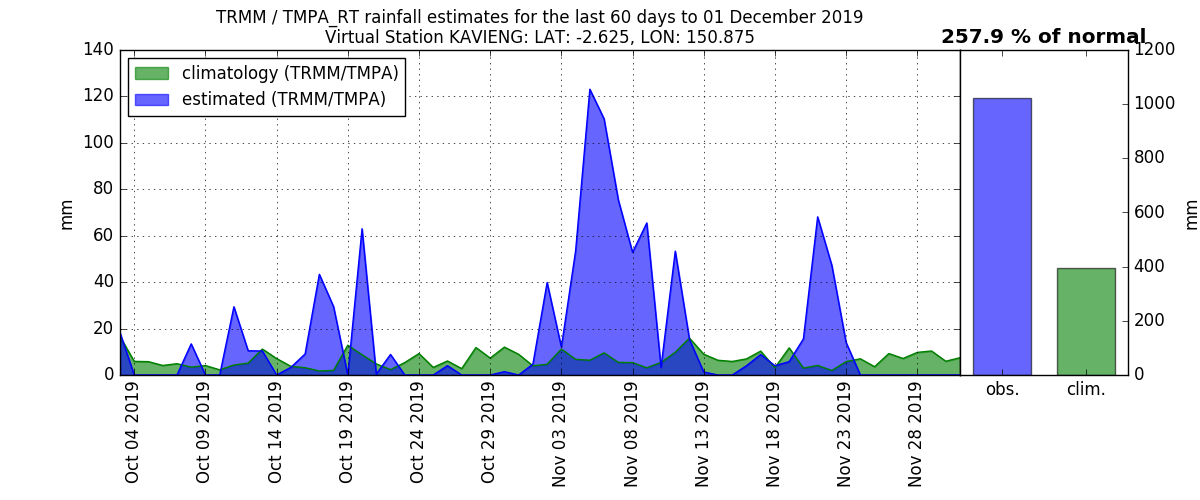 TRMM / TMPA_RT rainfall estimates for the last 60 days to 01 December 2019
Virtual Station KAVIENG: LAT: -2.625, LON: 150.875
257.9 % of normal
climatology (TRMM/TMPA)
estimated (TRMM/TMPA)
140
120
100
80
60
40
20
0
mm
Oct 04 2019
Oct 09 2019
Oct 14 2019
Oct 19 2019
Oct 24 2019
Oct 29 2019
Nov 03 2019
Nov 08 2019
Nov 13 2019
Nov 18 2019
Nov 23 2019
Nov 28 2019
1200
1000
800
600
400
200
0
mm
obs.
clim.